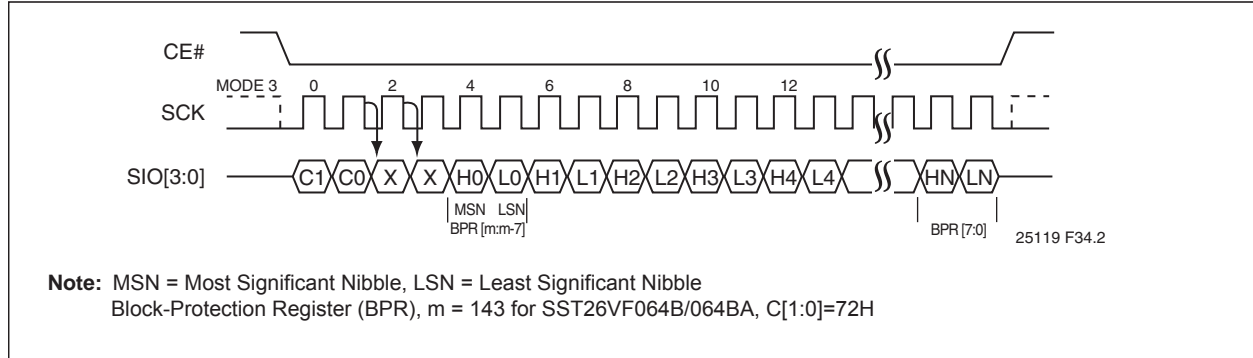 CE#
MODE 3 0 2 4 6 8 10 12
SCK
SIO[3:0] C1 C0 X X H0 L0 H1 L1 H2 L2 H3 L3 H4 L4 HN LN
MSN LSN
BPR [m:m-7] BPR [7:0]
25119 F34.2
Note: MSN = Most Significant Nibble, LSN = Least Significant Nibble
Block-Protection Register (BPR), m = 143 for SST26VF064B/064BA, C[1:0]=72H